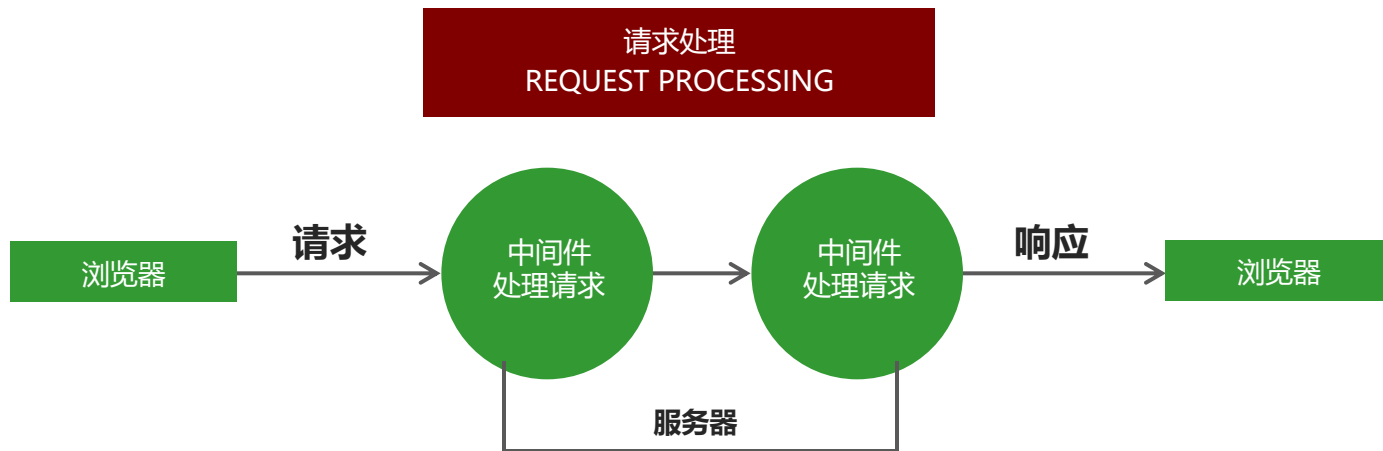 请求处理
REQUEST PROCESSING
浏览器
请求
中间件
处理请求
中间件
处理请求
响应
浏览器
服务器